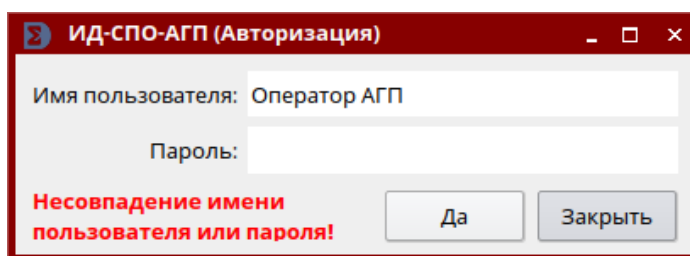 ИД-СПО-АГП (Авторизация)
Имя пользователя: Оператор АГП
Пароль:
Несовпадение имени
пользователя или пароля!
Да
Закрыть